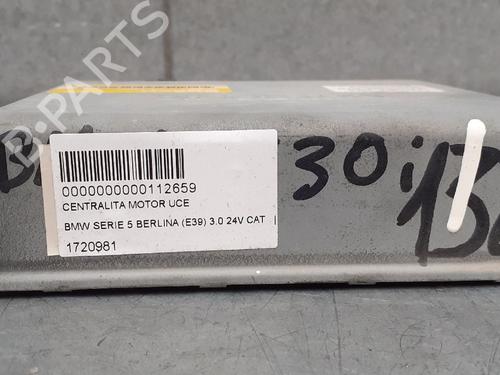 B-PARTS
0000000000112659
CENTRALITA MOTOR UCE
BMW SERIE 5 BERLINA (E39) 3.0 24V CAT
1720981
30i